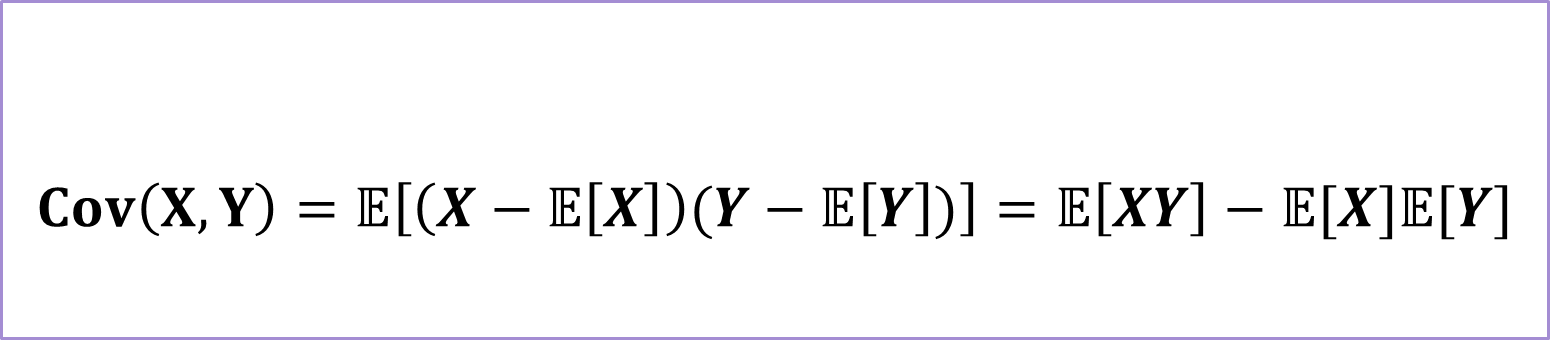 Cov(X, Y) = 𝔼[(X − 𝔼[X])(Y − 𝔼[Y])] = 𝔼[XY] − 𝔼[X]𝔼[Y]